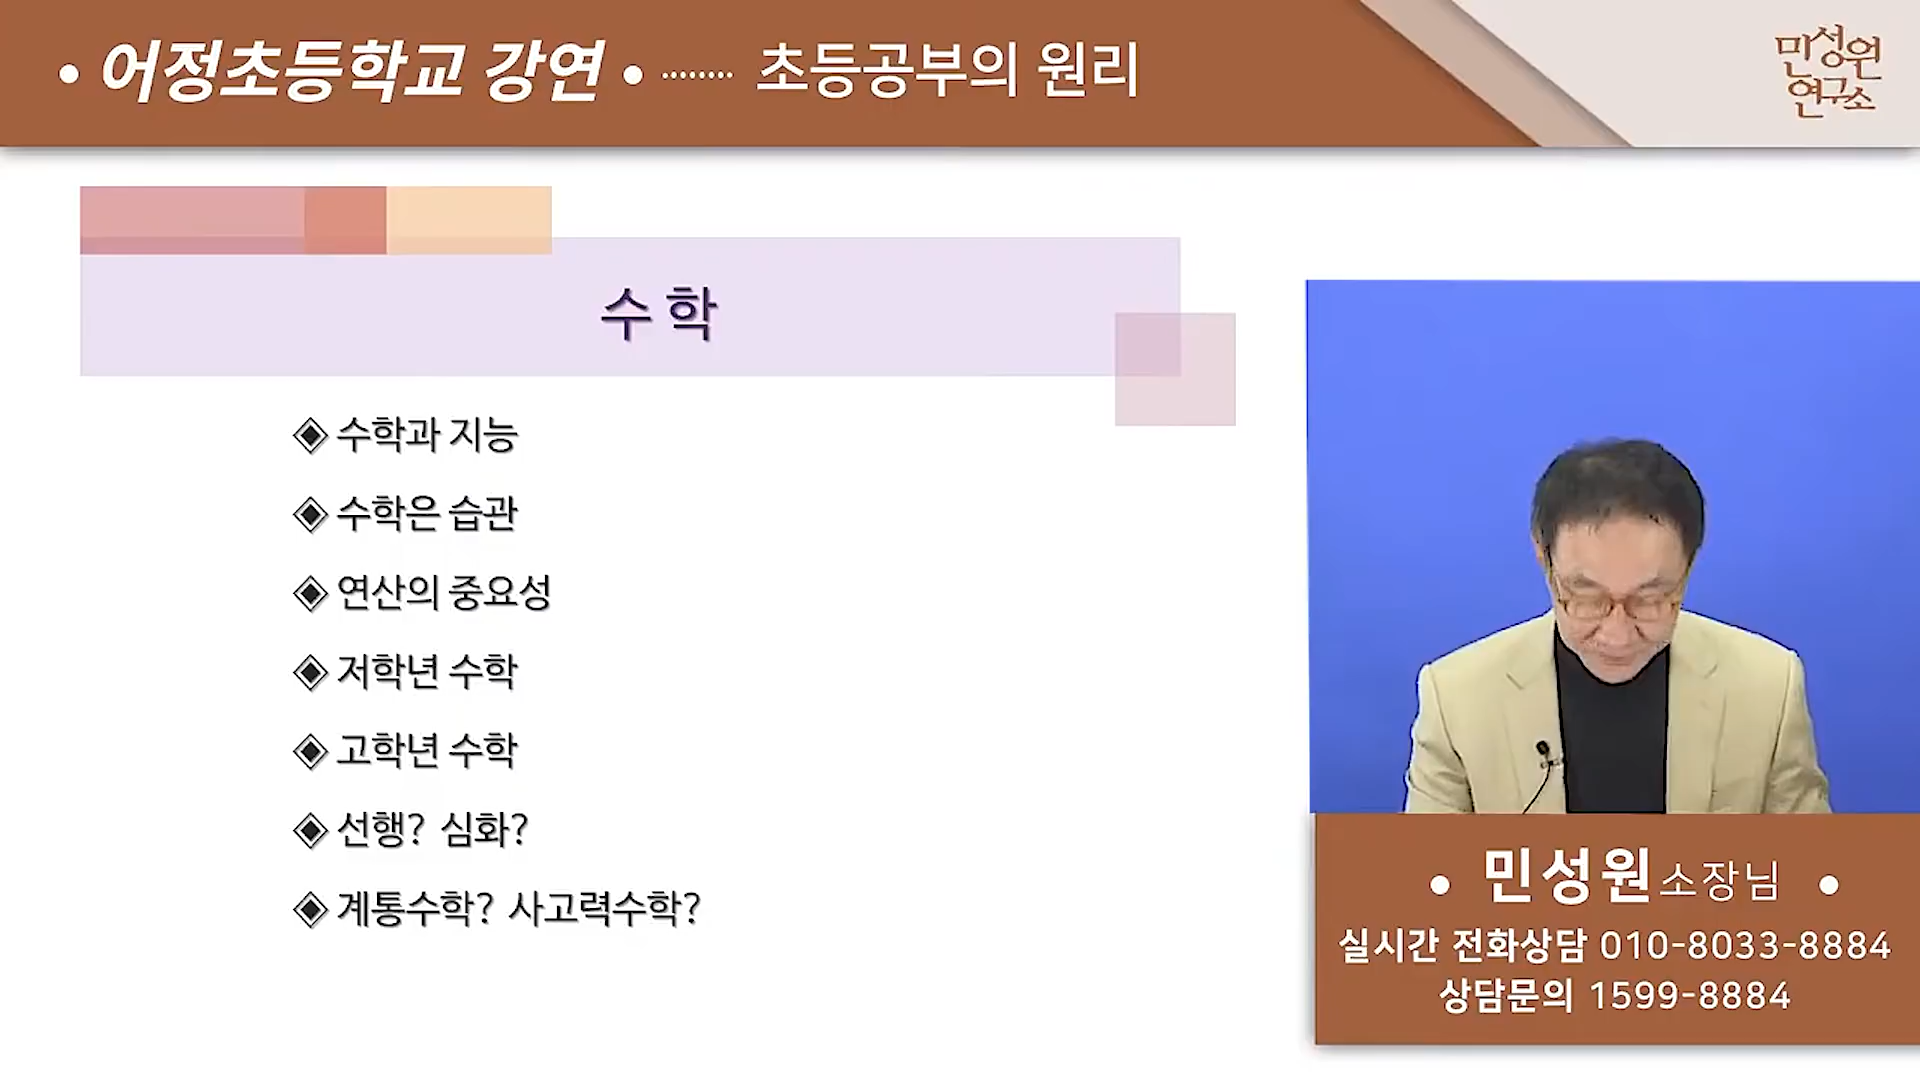 • 어정초등학교 강연 • ········ 초등공부의 원리
민성원
연구소
수 학
◈ 수학과 지능
◈ 수학은 습관
◈ 연산의 중요성
◈ 저학년 수학
◈ 고학년 수학
◈ 선행? 심화?
◈ 계통수학? 사고력수학?
• 민성원 소장님 •
실시간 전화상담 010-8033-8884
상담문의 1599-8884